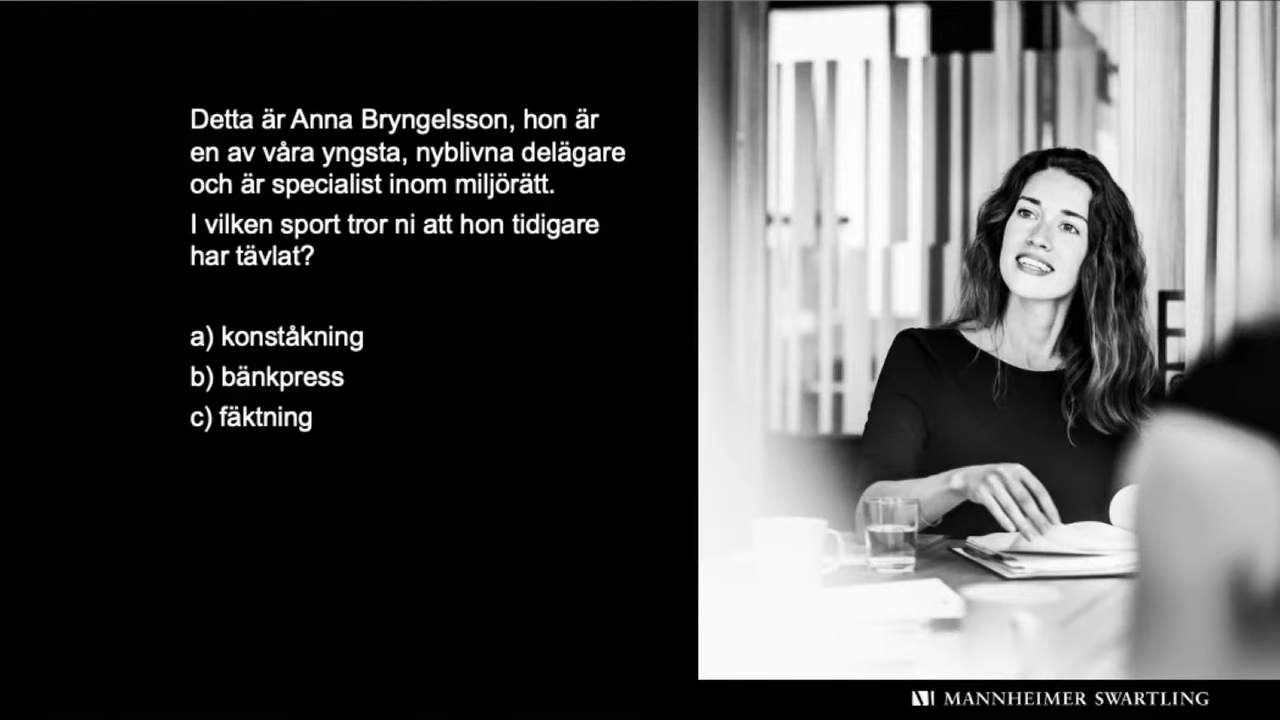 Detta är Anna Bryngelsson, hon är
en av våra yngsta, nyblivna delägare
och är specialist inom miljörätt.
I vilken sport tror ni att hon tidigare
har tävlat?
a) konståkning
b) bänkpress
c) fäktning
MANNHEIMER SWARTLING